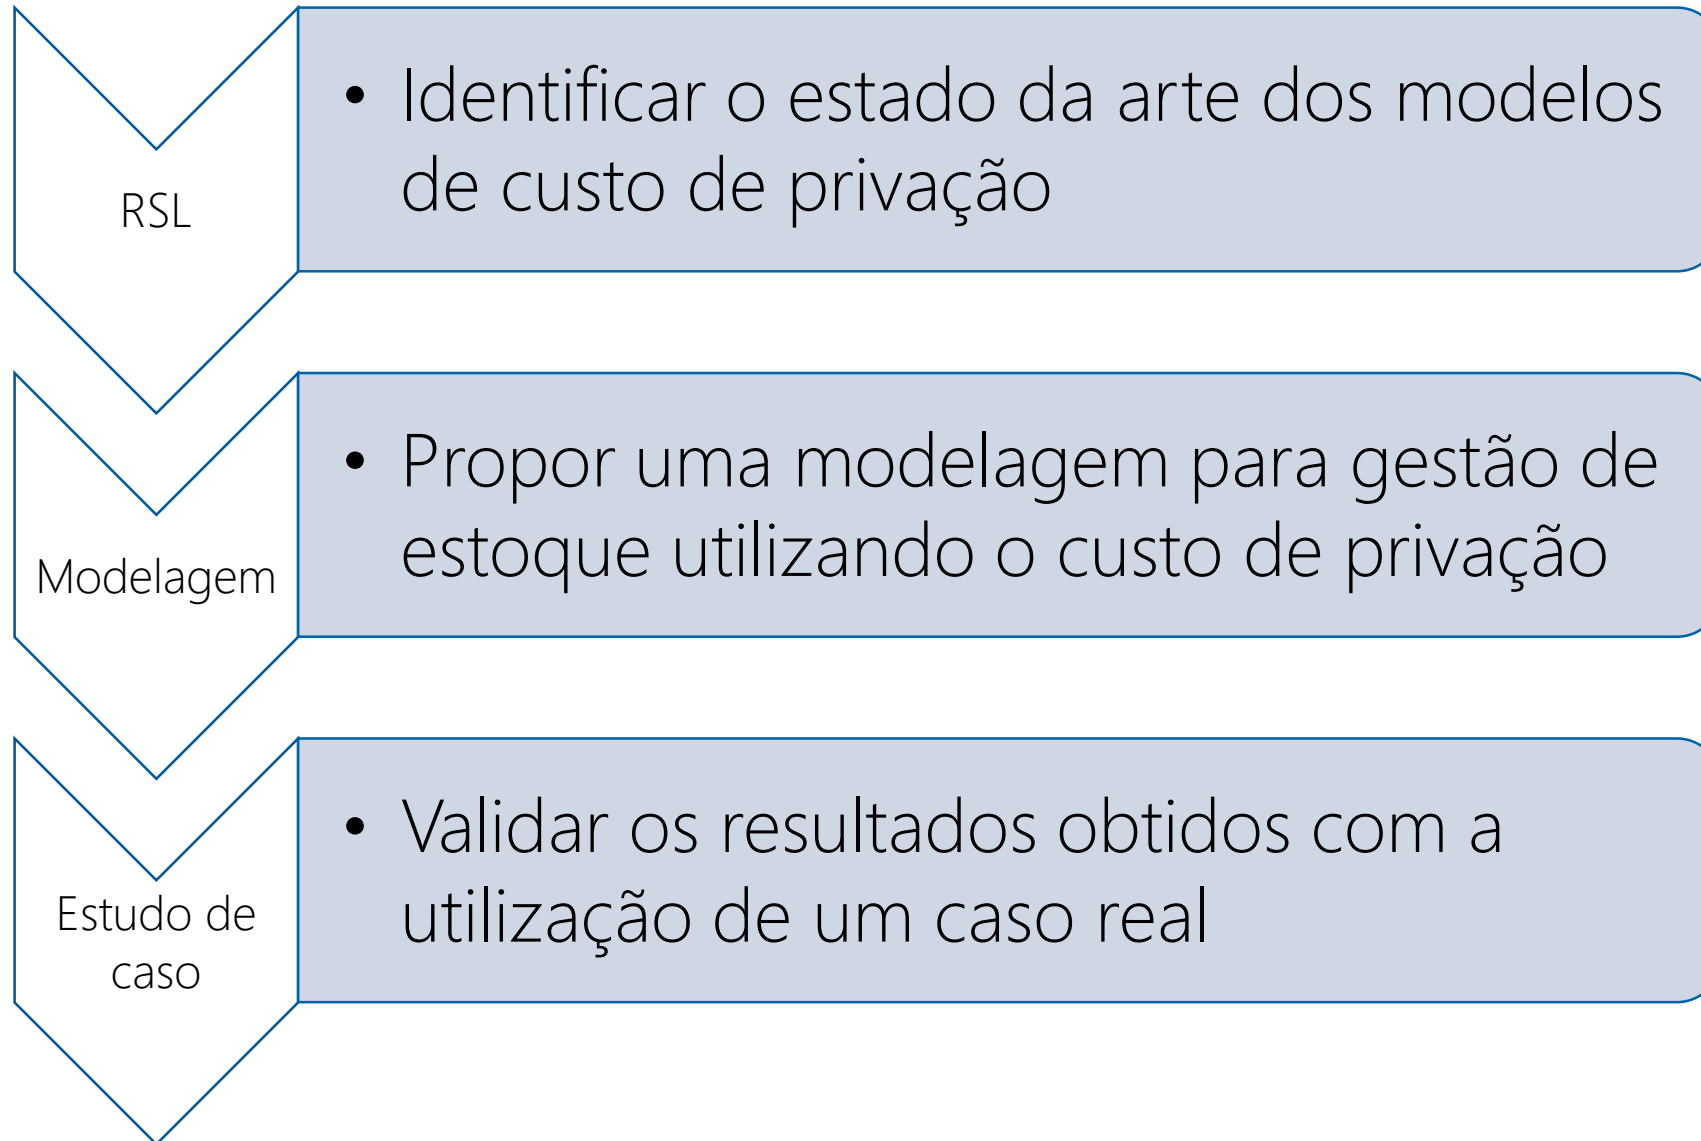 RSL
• Identificar o estado da arte dos modelos
de custo de privação
Modelagem
• Propor uma modelagem para gestão de
estoque utilizando o custo de privação
Estudo de
caso
• Validar os resultados obtidos com a
utilização de um caso real